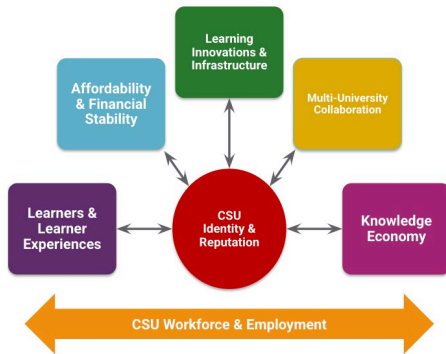 Learning
Innovations &
Infrastructure
Affordability
& Financial
Stability
Multi-University
Collaboration
Learners &
Learner
Experiences
CSU
Identity &
Reputation
Knowledge
Economy
CSU Workforce & Employment